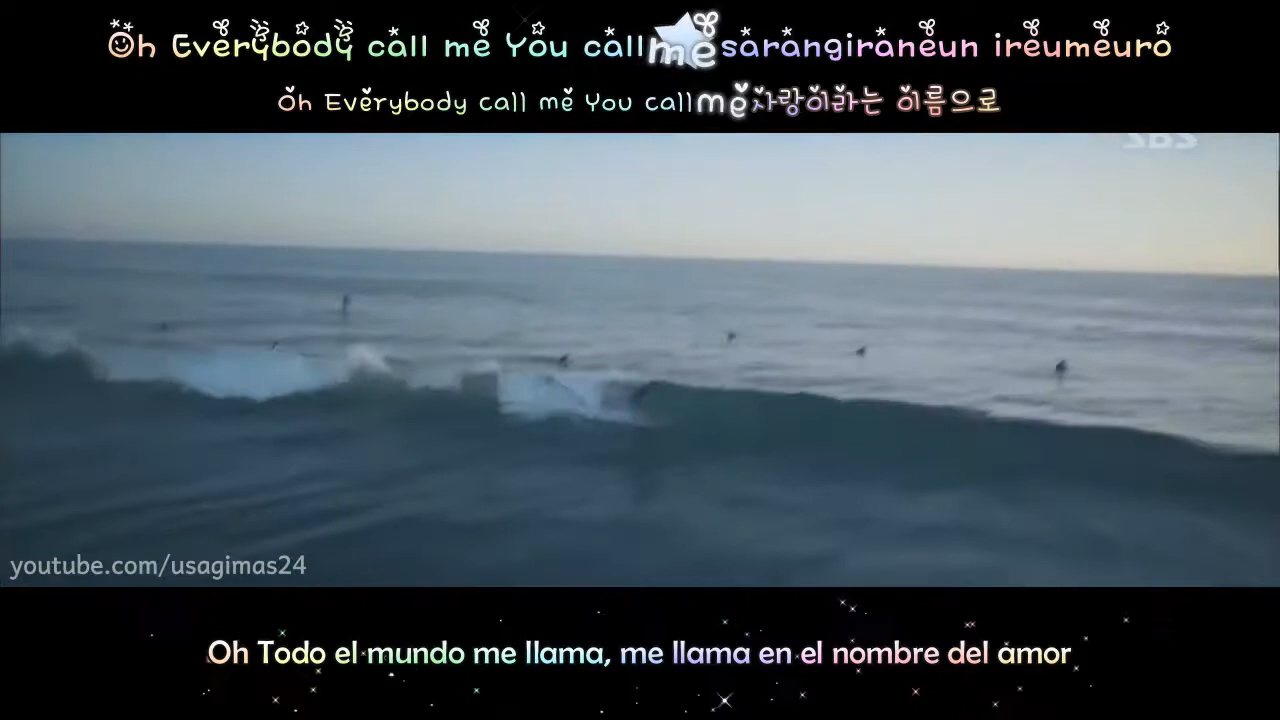 Oh Everybody call me You call me sarangiraneun ireumeuro
Oh Everybody call me You call me 사랑이라는 이름으로
SBS
youtube.com/usagimas24
Oh Todo el mundo me llama, me llama en el nombre del amor